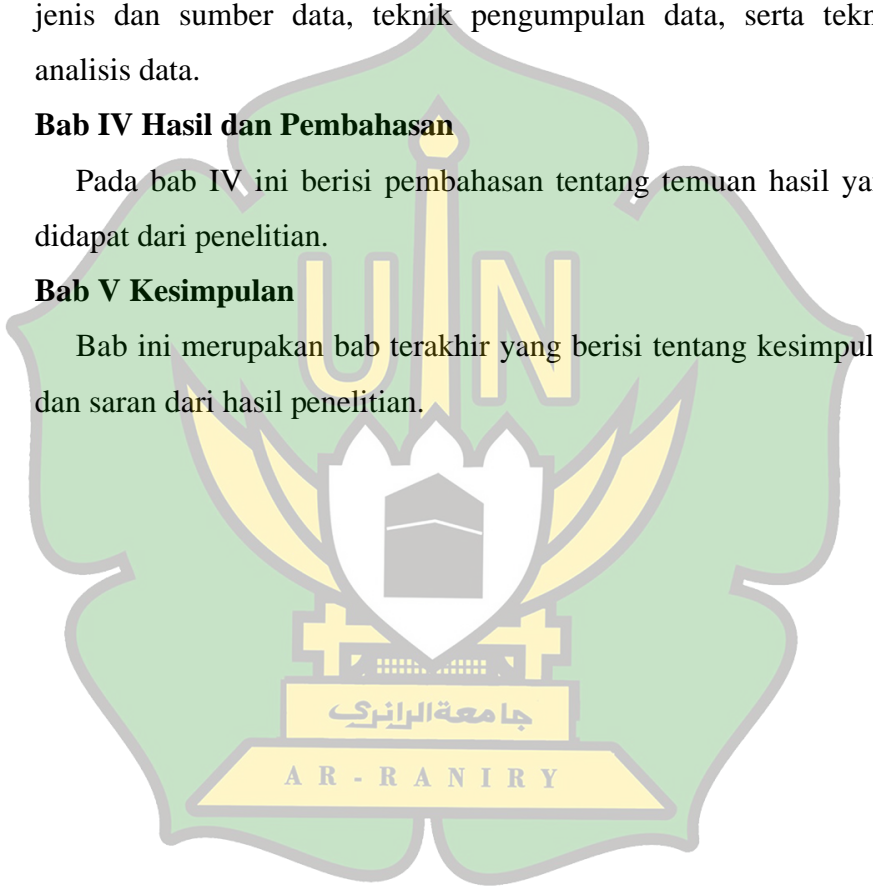 jenis dan sumber data, teknik pengumpulan data, serta tekn
analisis data.
Bab IV Hasil dan Pembahasan
Pada bab IV ini berisi pembahasan tentang temuan hasil yan
didapat dari penelitian.
Bab V Kesimpulan
Bab ini merupakan bab terakhir yang berisi tentang kesimpul
dan saran dari hasil penelitian.
UIN
جامعة الرانري
AR-RANIRY